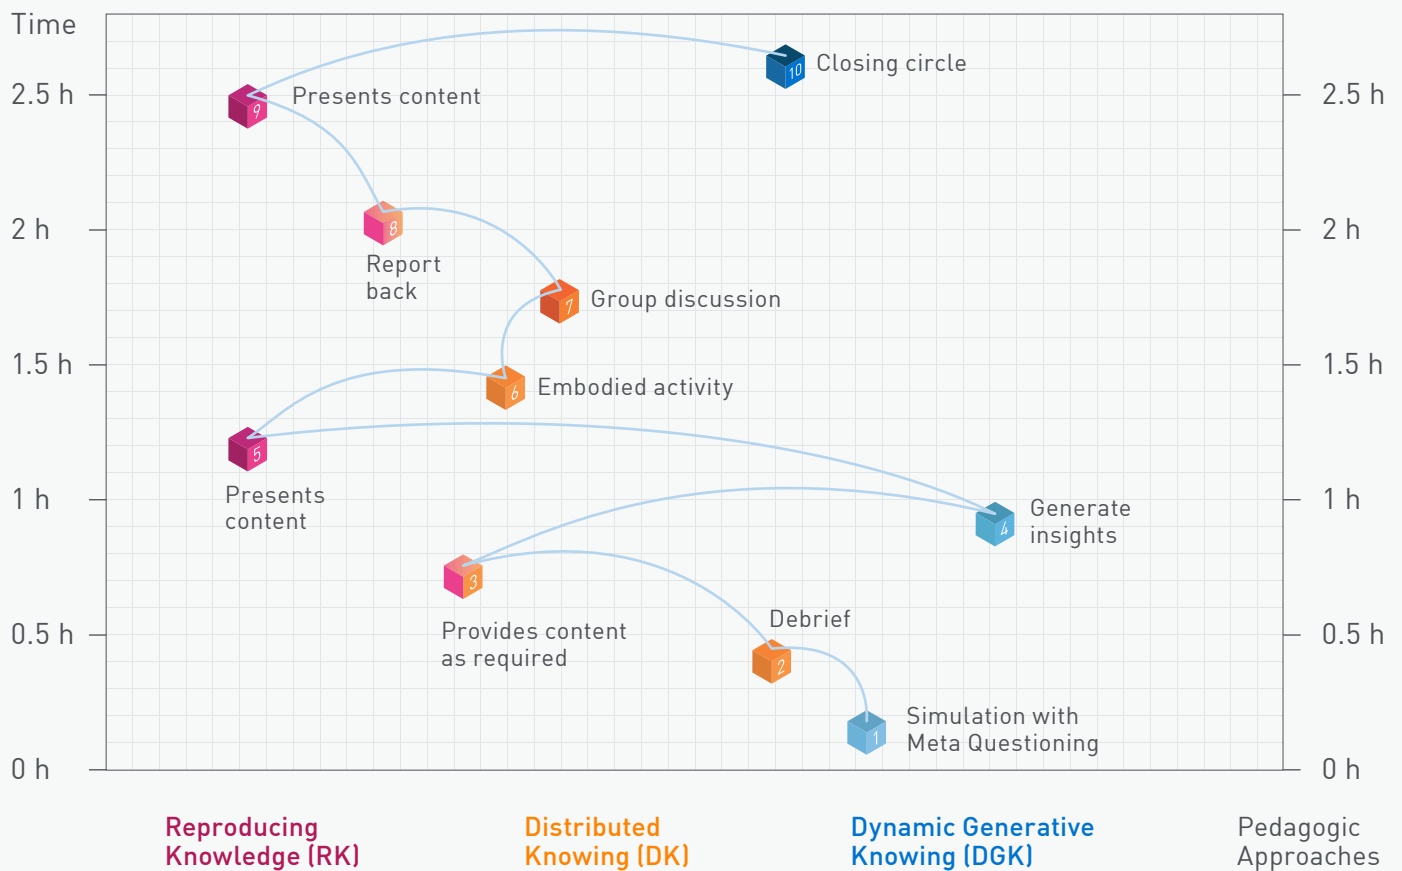 Time
2.5 h
2 h
1.5 h
1 h
0.5 h
0 h
10
Closing circle
9
Presents content
8
Report
back
7
Group discussion
6
Embodied activity
5
Presents
content
4
Generate
insights
3
Provides content
as required
Debrief
2
1
Simulation with
Meta Questioning
2.5 h
2 h
1.5 h
1 h
0.5 h
0 h
Reproducing
Knowledge (RK)
Distributed
Knowing (DK)
Dynamic Generative
Knowing (DGK)
Pedagogic
Approaches